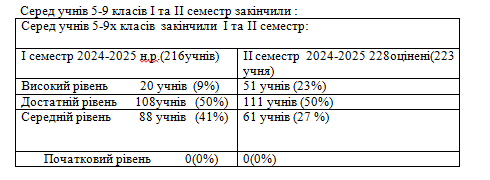 Серед учнів 5-9 класів І та ІІ семестр закінчили :
Серед учнів 5-9х класів закінчили І та ІІ семестр:
І семестр 2024-2025 н.р.(216учнів)
ІІ семестр 2024-2025 228оцінені(223 учня)
Високий рівень 20 учнів (9%)
51 учнів (23%)
Достатній рівень 108учнів (50%)
111 учнів (50%)
Середній рівень 88 учнів (41%)
61 учнів (27 %)
Початковий рівень 0(0%)
0(0%)